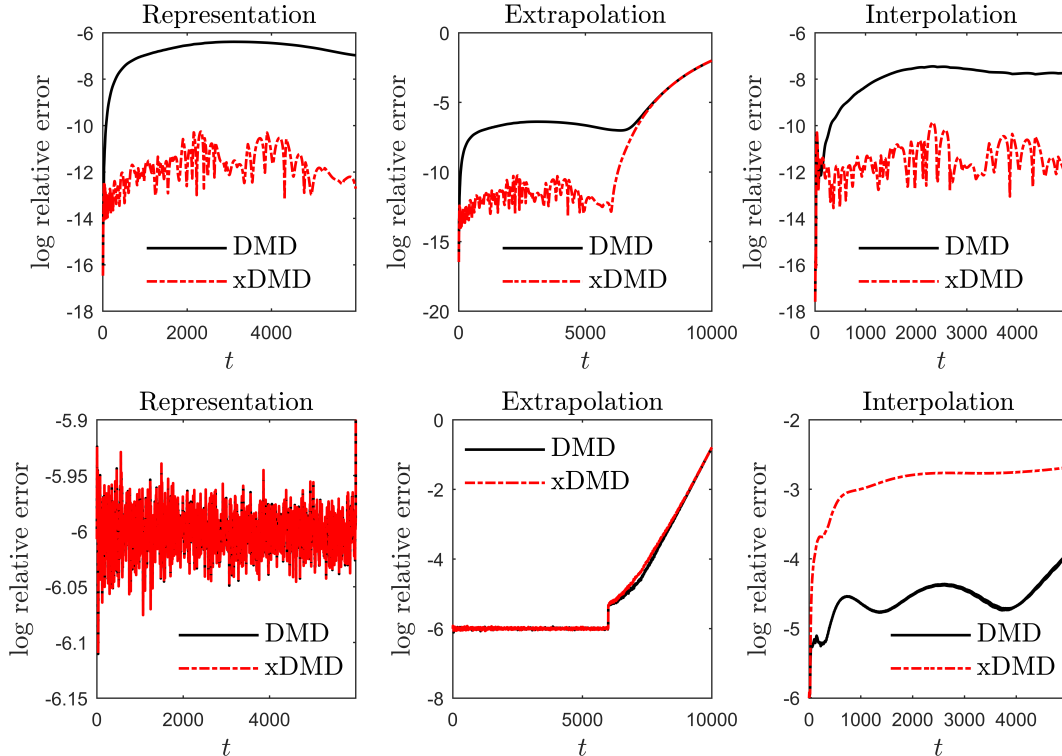 Representation
log relative error
-6
-8
-10
-12
-14
-16
-18
DMD
xDMD
0
2000
4000
t
Extrapolation
log relative error
0
-5
-10
-15
-20
DMD
xDMD
0
5000
10000
t
Interpolation
log relative error
-6
-8
-10
-12
-14
-16
-18
DMD
xDMD
0
1000
2000
3000
4000
t
Representation
log relative error
-5.9
-5.95
-6
-6.05
-6.1
-6.15
DMD
xDMD
0
2000
4000
t
Extrapolation
log relative error
0
-2
-4
-6
-8
DMD
xDMD
0
5000
10000
t
Interpolation
log relative error
-2
-3
-4
-5
-6
DMD
xDMD
0
1000
2000
3000
4000
t